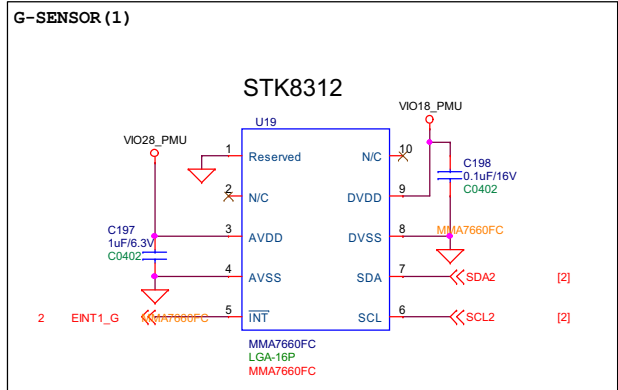 G-SENSOR(1)
STK8312
VIO18_PMU
U19
VIO28_PMU
1 Reserved N/C 10
C198
0.1uF/16V
C0402
2 N/C DVDD 9
C197
1uF/6.3V
C0402
3 AVDD DVSS 8
MMA7660FC
4 AVSS SDA 7 SDA2 [2]
2 EINT1_G MMA7660FC 5 INT SCL 6 SCL2 [2]
MMA7660FC
LGA-16P
MMA7660FC